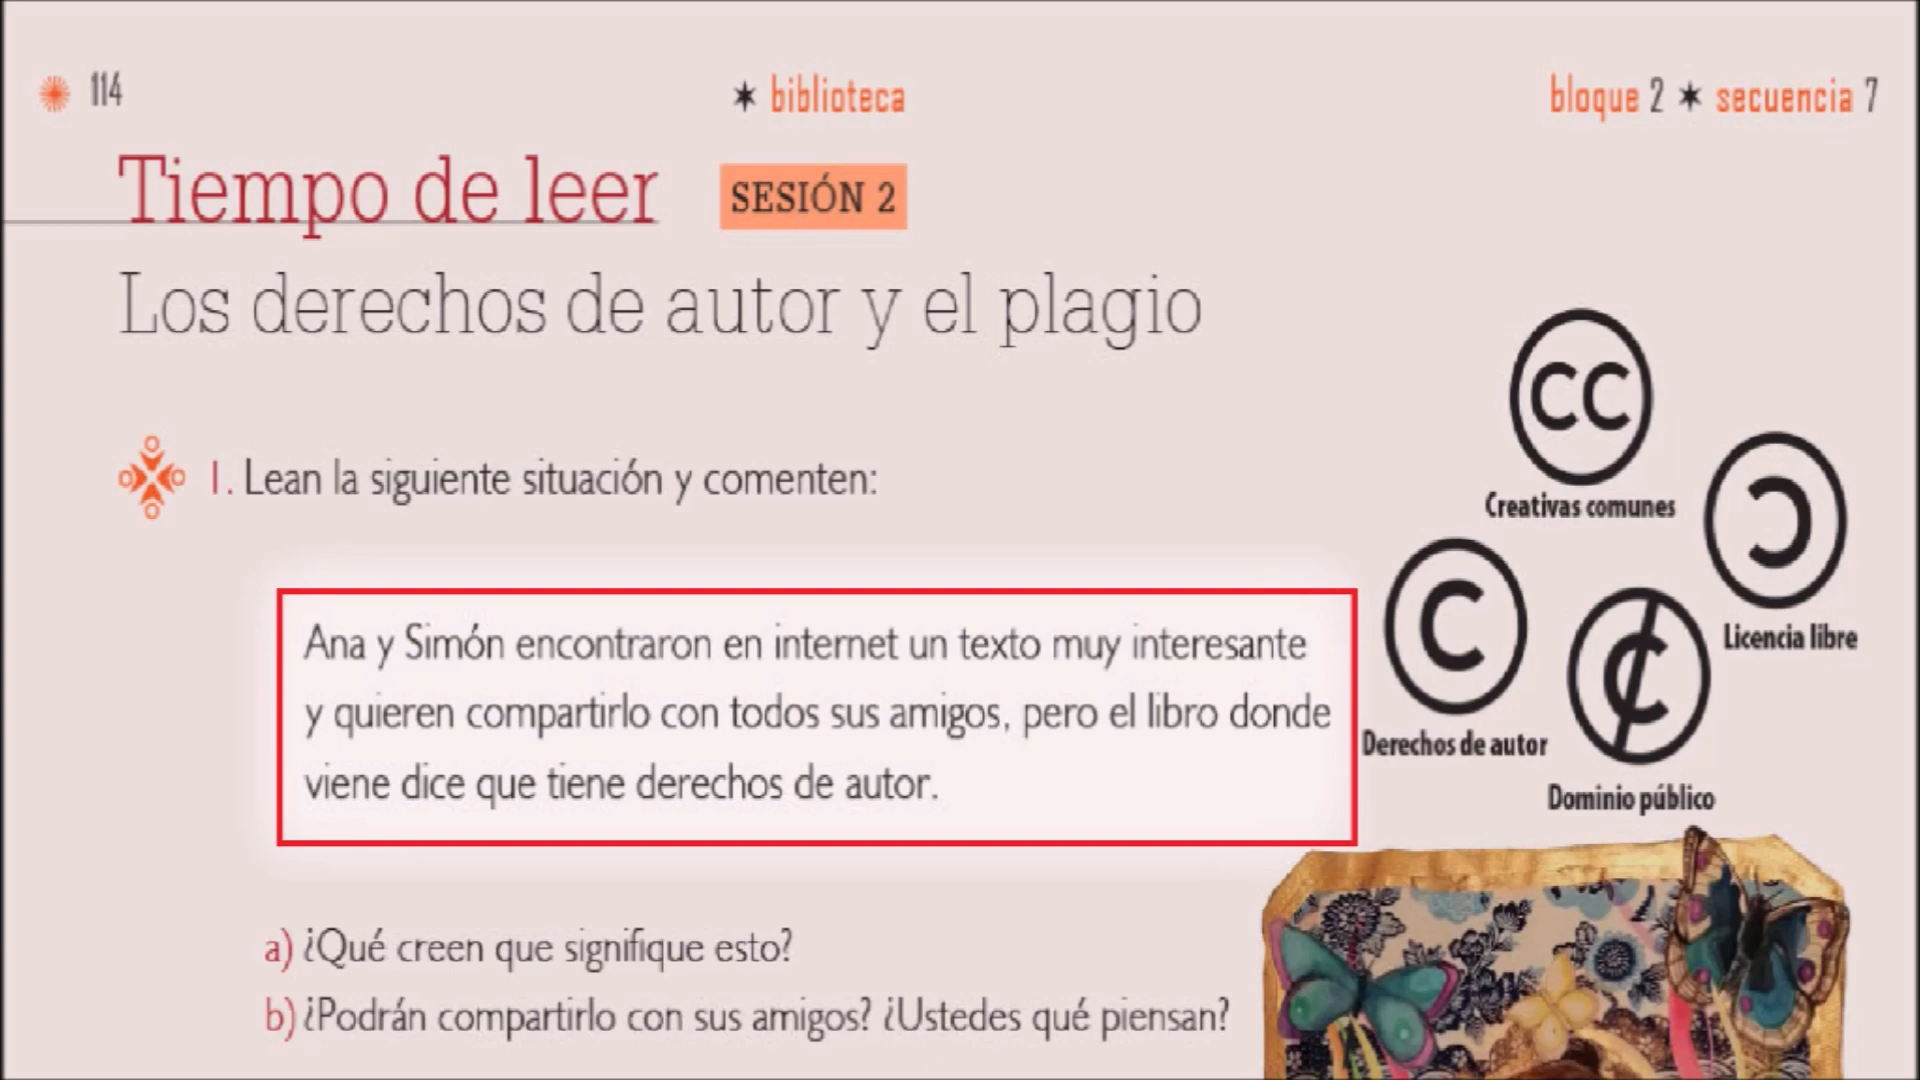 114
* biblioteca
bloque 2 * secuencia 7
Tiempo de leer
SESIÓN 2
Los derechos de autor y el plagio
1. Lean la siguiente situación y comenten:
Ana y Simón encontraron en internet un texto muy interesante
y quieren compartirlo con todos sus amigos, pero el libro donde
viene dice que tiene derechos de autor.
a) ¿Qué creen que signifique esto?
b) ¿Podrán compartirlo con sus amigos? ¿Ustedes qué piensan?
CC
Creativas comunes
Ɔ
Licencia libre
C
Derechos de autor
C
Dominio público